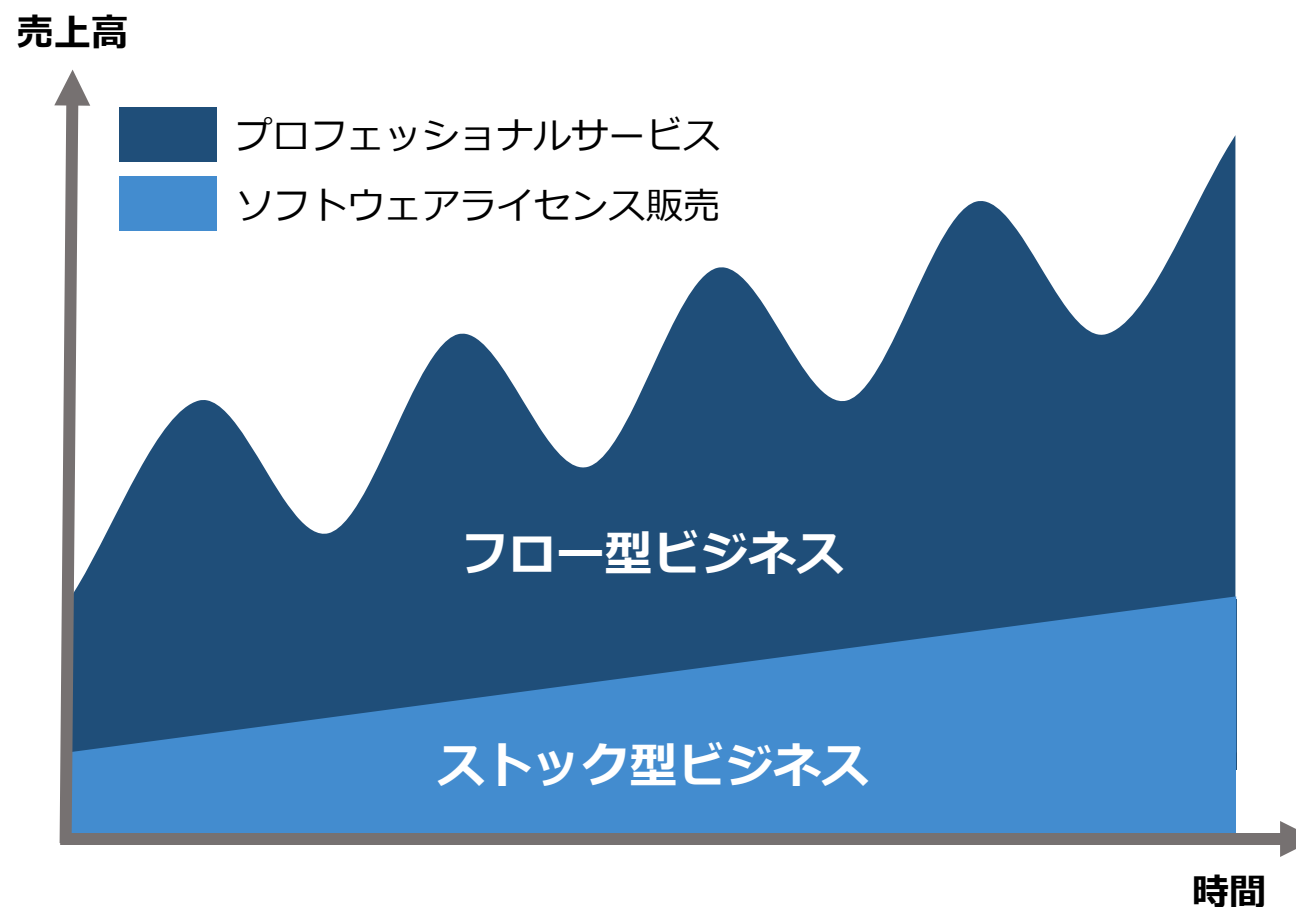 売上高
プロフェッショナルサービス
ソフトウェアライセンス販売
フロー型ビジネス
ストック型ビジネス
時間